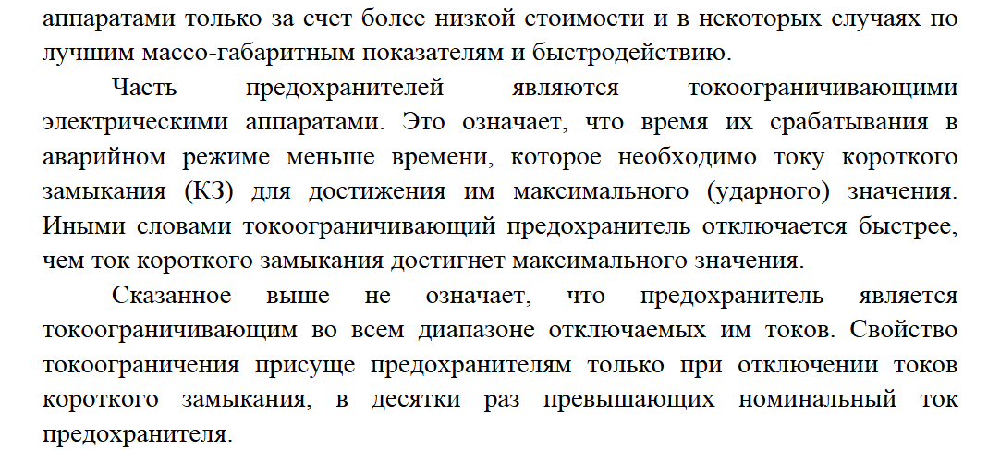 аппаратами только за счет более низкой стоимости и в некоторых случаях по
лучшим массо-габаритным показателям и быстродействию.
Часть предохранителей являются токоограничивающими
электрическими аппаратами. Это означает, что время их срабатывания в
аварийном режиме меньше времени, которое необходимо току короткого
замыкания (КЗ) для достижения им максимального (ударного) значения.
Иными словами токоограничивающий предохранитель отключается быстрее,
чем ток короткого замыкания достигнет максимального значения.
Сказанное выше не означает, что предохранитель является
токоограничивающим во всем диапазоне отключаемых им токов. Свойство
токоограничения присуще предохранителям только при отключении токов
короткого замыкания, в десятки раз превышающих номинальный ток
предохранителя.